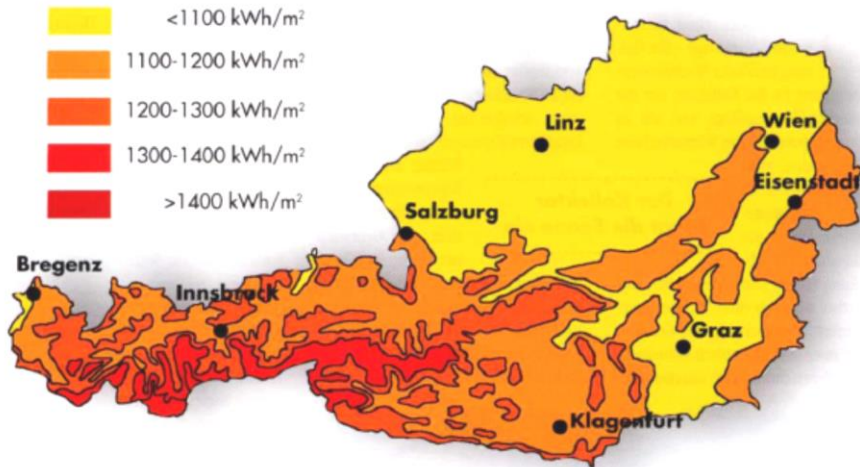 <1100 kWh/m²
1100-1200 kWh/m²
1200-1300 kWh/m²
1300-1400 kWh/m²
>1400 kWh/m²
Linz
Wien
Eisenstadt
Salzburg
Bregenz
Innsbruck
Graz
Klagenfurt